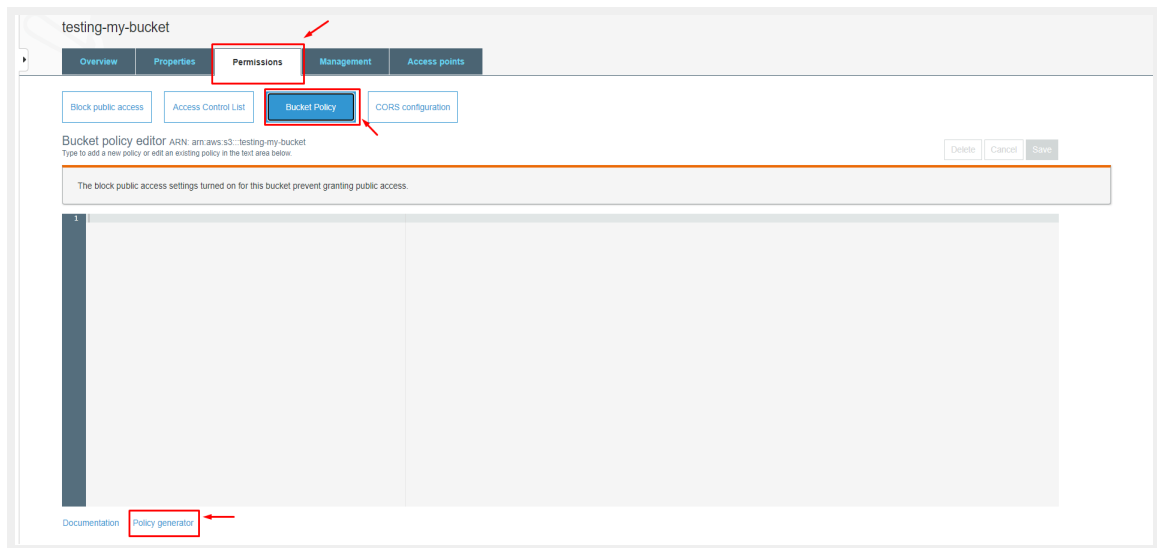 testing-my-bucket
Overview Properties Permissions Management Access points
Block public access Access Control List Bucket Policy CORS configuration
Bucket policy editor ARN: arn:aws:s3:::testing-my-bucket
Type to add a new policy or edit an existing policy in the text area below.
Delete Cancel Save
The block public access settings turned on for this bucket prevent granting public access.
1
Documentation Policy generator